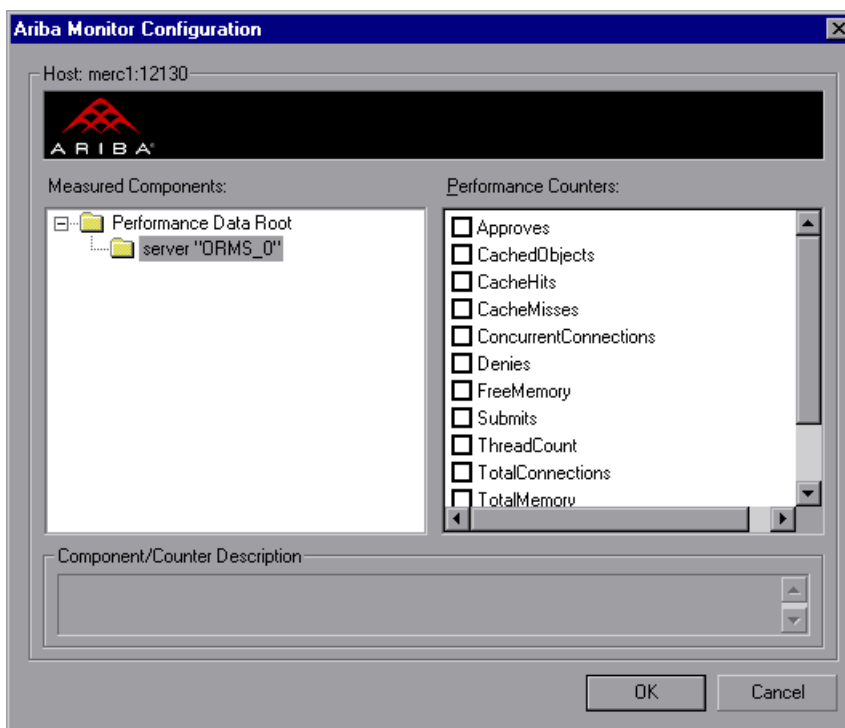 Ariba Monitor Configuration
Host: merc1:12130
ARIBA®
Measured Components:
Performance Counters:
Performance Data Root
server "ORMS_0"
Approves
CachedObjects
CacheHits
CacheMisses
ConcurrentConnections
Denies
FreeMemory
Submits
ThreadCount
TotalConnections
TotalMemory
Component/Counter Description
OK
Cancel